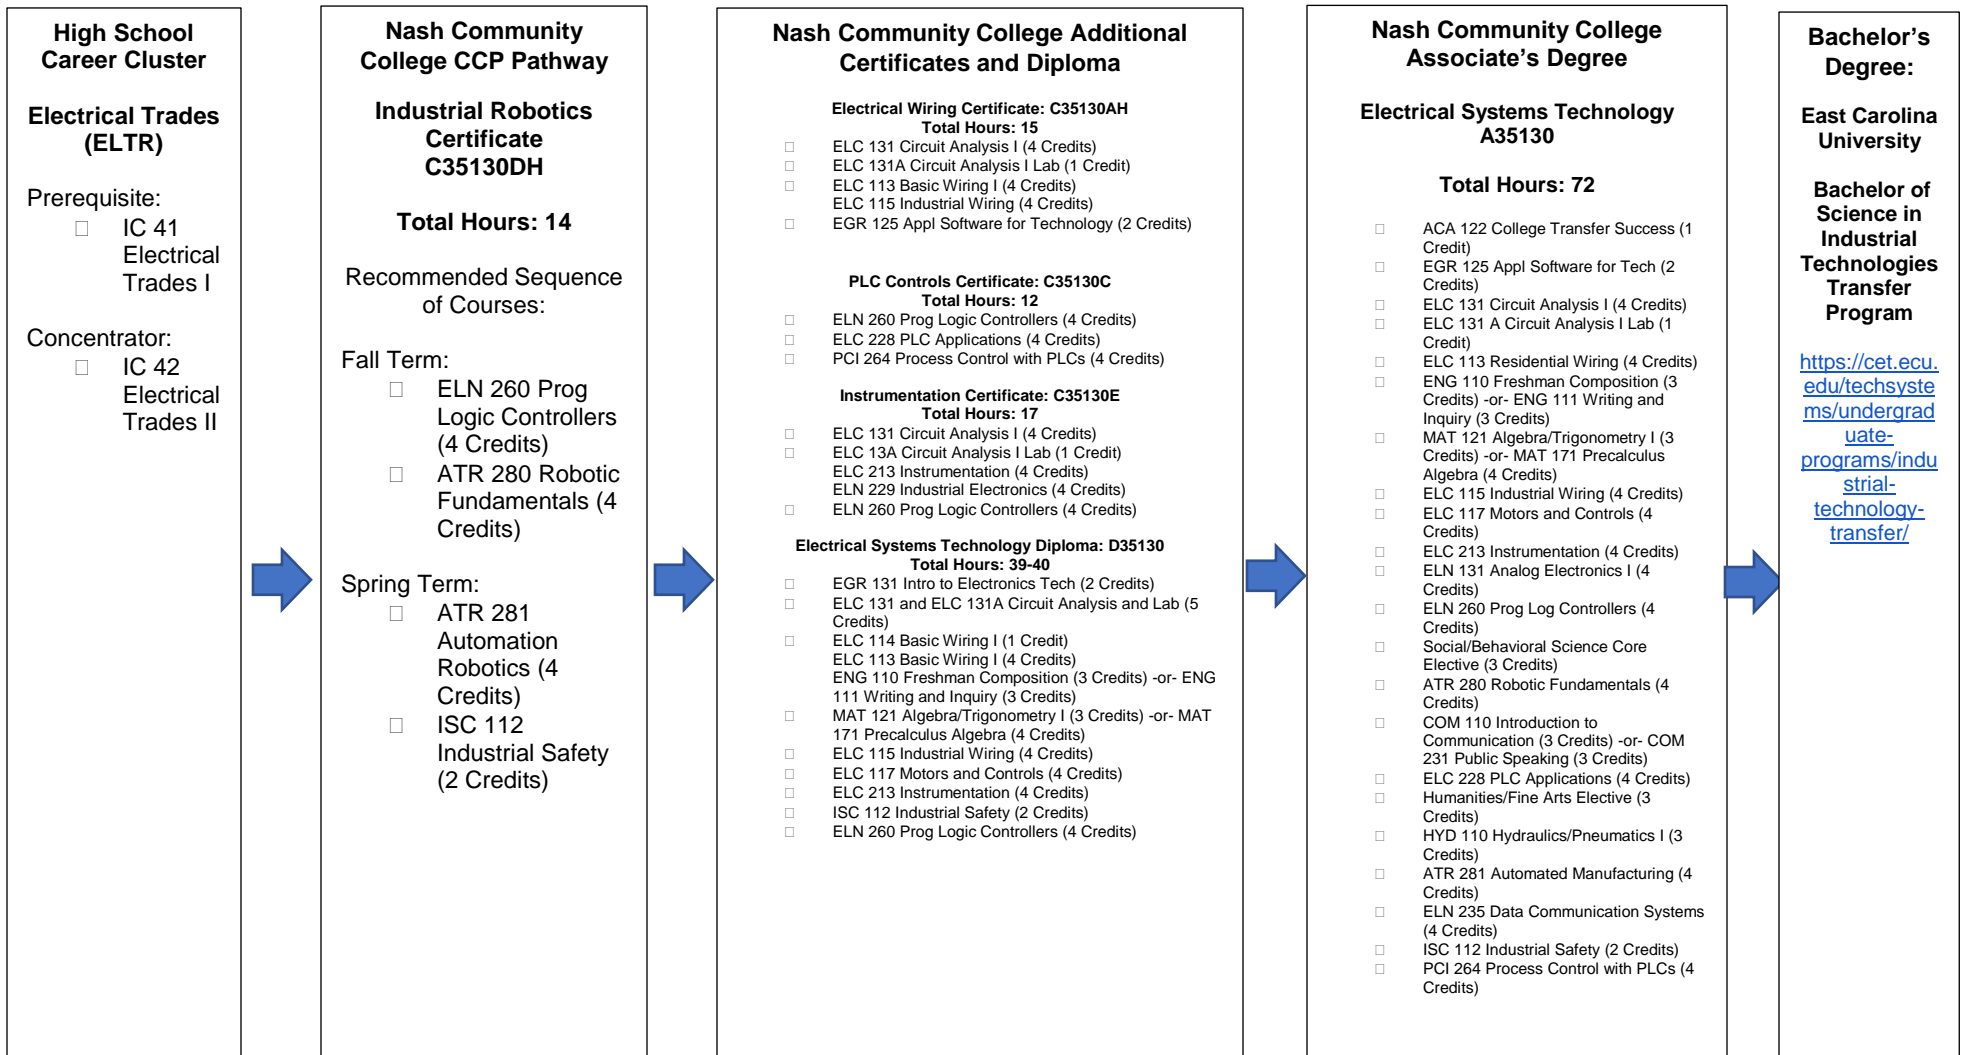 High School
Career Cluster
Electrical Trades
(ELTR)
Prerequisite:
□ IC 41
Electrical
Trades I
Concentrator:
□ IC 42
Electrical
Trades II
Nash Community
College CCP Pathway
Industrial Robotics
Certificate
C35130DH
Total Hours: 14
Recommended Sequence
of Courses:
Fall Term:
□ ELN 260 Prog
Logic Controllers
(4 Credits)
□ ATR 280 Robotic
Fundamentals (4
Credits)
Spring Term:
□ ATR 281
Automation
Robotics (4
Credits)
□ ISC 112
Industrial Safety
(2 Credits)
Nash Community College Additional
Certificates and Diploma
Electrical Wiring Certificate: C35130AH
Total Hours: 15
□ ELC 131 Circuit Analysis I (4 Credits)
□ ELC 131A Circuit Analysis I Lab (1 Credit)
□ ELC 113 Basic Wiring I (4 Credits)
ELC 115 Industrial Wiring (4 Credits)
□ EGR 125 Appl Software for Technology (2 Credits)
PLC Controls Certificate: C35130C
Total Hours: 12
□ ELN 260 Prog Logic Controllers (4 Credits)
□ ELC 228 PLC Applications (4 Credits)
□ PCI 264 Process Control with PLCs (4 Credits)
Instrumentation Certificate: C35130E
Total Hours: 17
□ ELC 131 Circuit Analysis I (4 Credits)
□ ELC 13A Circuit Analysis I Lab (1 Credit)
ELC 213 Instrumentation (4 Credits)
ELN 229 Industrial Electronics (4 Credits)
□ ELN 260 Prog Logic Controllers (4 Credits)
Electrical Systems Technology Diploma: D35130
Total Hours: 39-40
□ EGR 131 Intro to Electronics Tech (2 Credits)
□ ELC 131 and ELC 131A Circuit Analysis and Lab (5
Credits)
□ ELC 114 Basic Wiring I (1 Credit)
ELC 113 Basic Wiring I (4 Credits)
ENG 110 Freshman Composition (3 Credits) -or- ENG
111 Writing and Inquiry (3 Credits)
□ MAT 121 Algebra/Trigonometry I (3 Credits) -or- MAT
171 Precalculus Algebra (4 Credits)
□ ELC 115 Industrial Wiring (4 Credits)
□ ELC 117 Motors and Controls (4 Credits)
□ ELC 213 Instrumentation (4 Credits)
□ ISC 112 Industrial Safety (2 Credits)
□ ELN 260 Prog Logic Controllers (4 Credits)
Nash Community College
Associate's Degree
Electrical Systems Technology
A35130
Total Hours: 72
□ ACA 122 College Transfer Success (1
Credit)
□ EGR 125 Appl Software for Tech (2
Credits)
□ ELC 131 Circuit Analysis I (4 Credits)
□ ELC 131 A Circuit Analysis I Lab (1
Credit)
□ ELC 113 Residential Wiring (4 Credits)
□ ENG 110 Freshman Composition (3
Credits) -or- ENG 111 Writing and
Inquiry (3 Credits)
□ MAT 121 Algebra/Trigonometry I (3
Credits) -or- MAT 171 Precalculus
Algebra (4 Credits)
□ ELC 115 Industrial Wiring (4 Credits)
□ ELC 117 Motors and Controls (4
Credits)
□ ELC 213 Instrumentation (4 Credits)
□ ELN 131 Analog Electronics I (4
Credits)
□ ELN 260 Prog Log Controllers (4
Credits)
□ Social/Behavioral Science Core
Elective (3 Credits)
□ ATR 280 Robotic Fundamentals (4
Credits)
□ COM 110 Introduction to
Communication (3 Credits) -or- COM
231 Public Speaking (3 Credits)
□ ELC 228 PLC Applications (4 Credits)
□ Humanities/Fine Arts Elective (3
Credits)
□ HYD 110 Hydraulics/Pneumatics I (3
Credits)
□ ATR 281 Automated Manufacturing (4
Credits)
□ ELN 235 Data Communication Systems
(4 Credits)
□ ISC 112 Industrial Safety (2 Credits)
□ PCI 264 Process Control with PLCs (4
Credits)
Bachelor's
Degree:
East Carolina
University
Bachelor of
Science in
Industrial
Technologies
Transfer
Program
https://cet.ecu.
edu/techsyste
ms/undergrad
uate-
programs/indu
strial-
technology-
transfer/